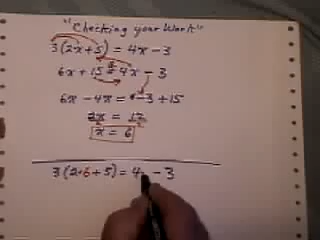 "Checking your Work"
3(2x+5) = 4x - 3
6x + 15 = 4x - 3
6x - 4x = -3 + 15
2x = 12
x = 6
3(2•6+5) = 4 - 3